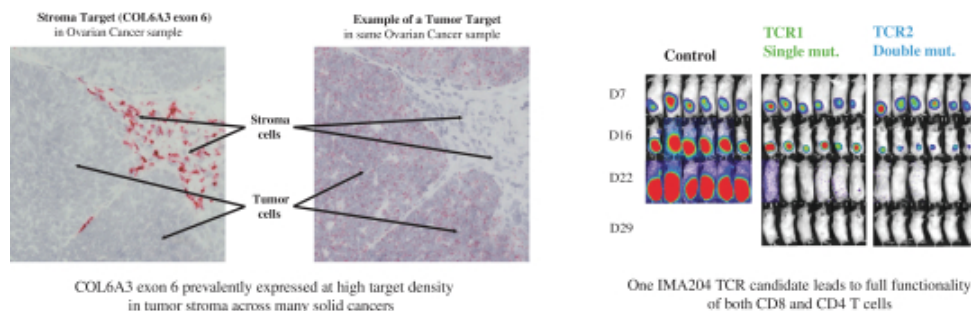 Stroma Target (COL6A3 exon 6)
in Ovarian Cancer sample
Example of a Tumor Target
in same Ovarian Cancer sample
Stroma
cells
Tumor
cells
COL6A3 exon 6 prevalently expressed at high target density
in tumor stroma across many solid cancers
Control
TCR1
Single mut.
TCR2
Double mut.
D7
D16
D22
D29
One IMA204 TCR candidate leads to full functionality
of both CD8 and CD4 T cells